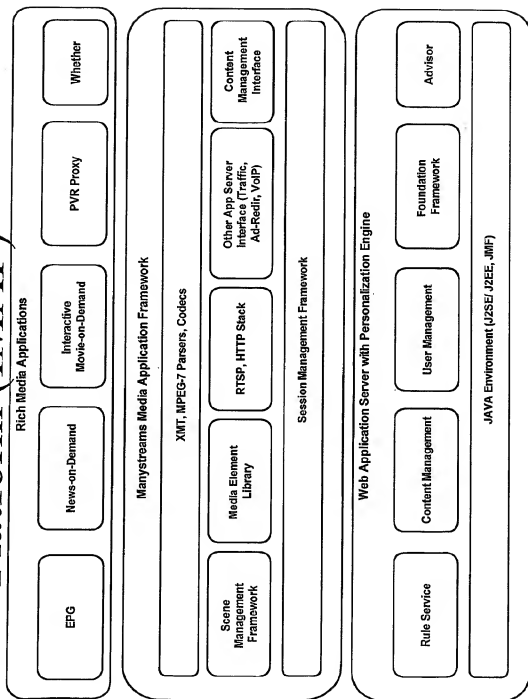 Rich Media Applications
EPG
News-on-Demand
Interactive
Movie-on-Demand
PVR Proxy
Whether
Manystreams Media Application Framework
XMT, MPEG-7 Parsers, Codecs
Scene
Management
Framework
Media Element
Library
RTSP, HTTP Stack
Other App Server
Interface (Traffic,
Ad-Redir, VoIP)
Content
Management
Interface
Session Management Framework
Web Application Server with Personalization Engine
Rule Service
Content Management
User Management
Foundation
Framework
Advisor
JAVA Environment (J2SE/ J2EE, JMF)